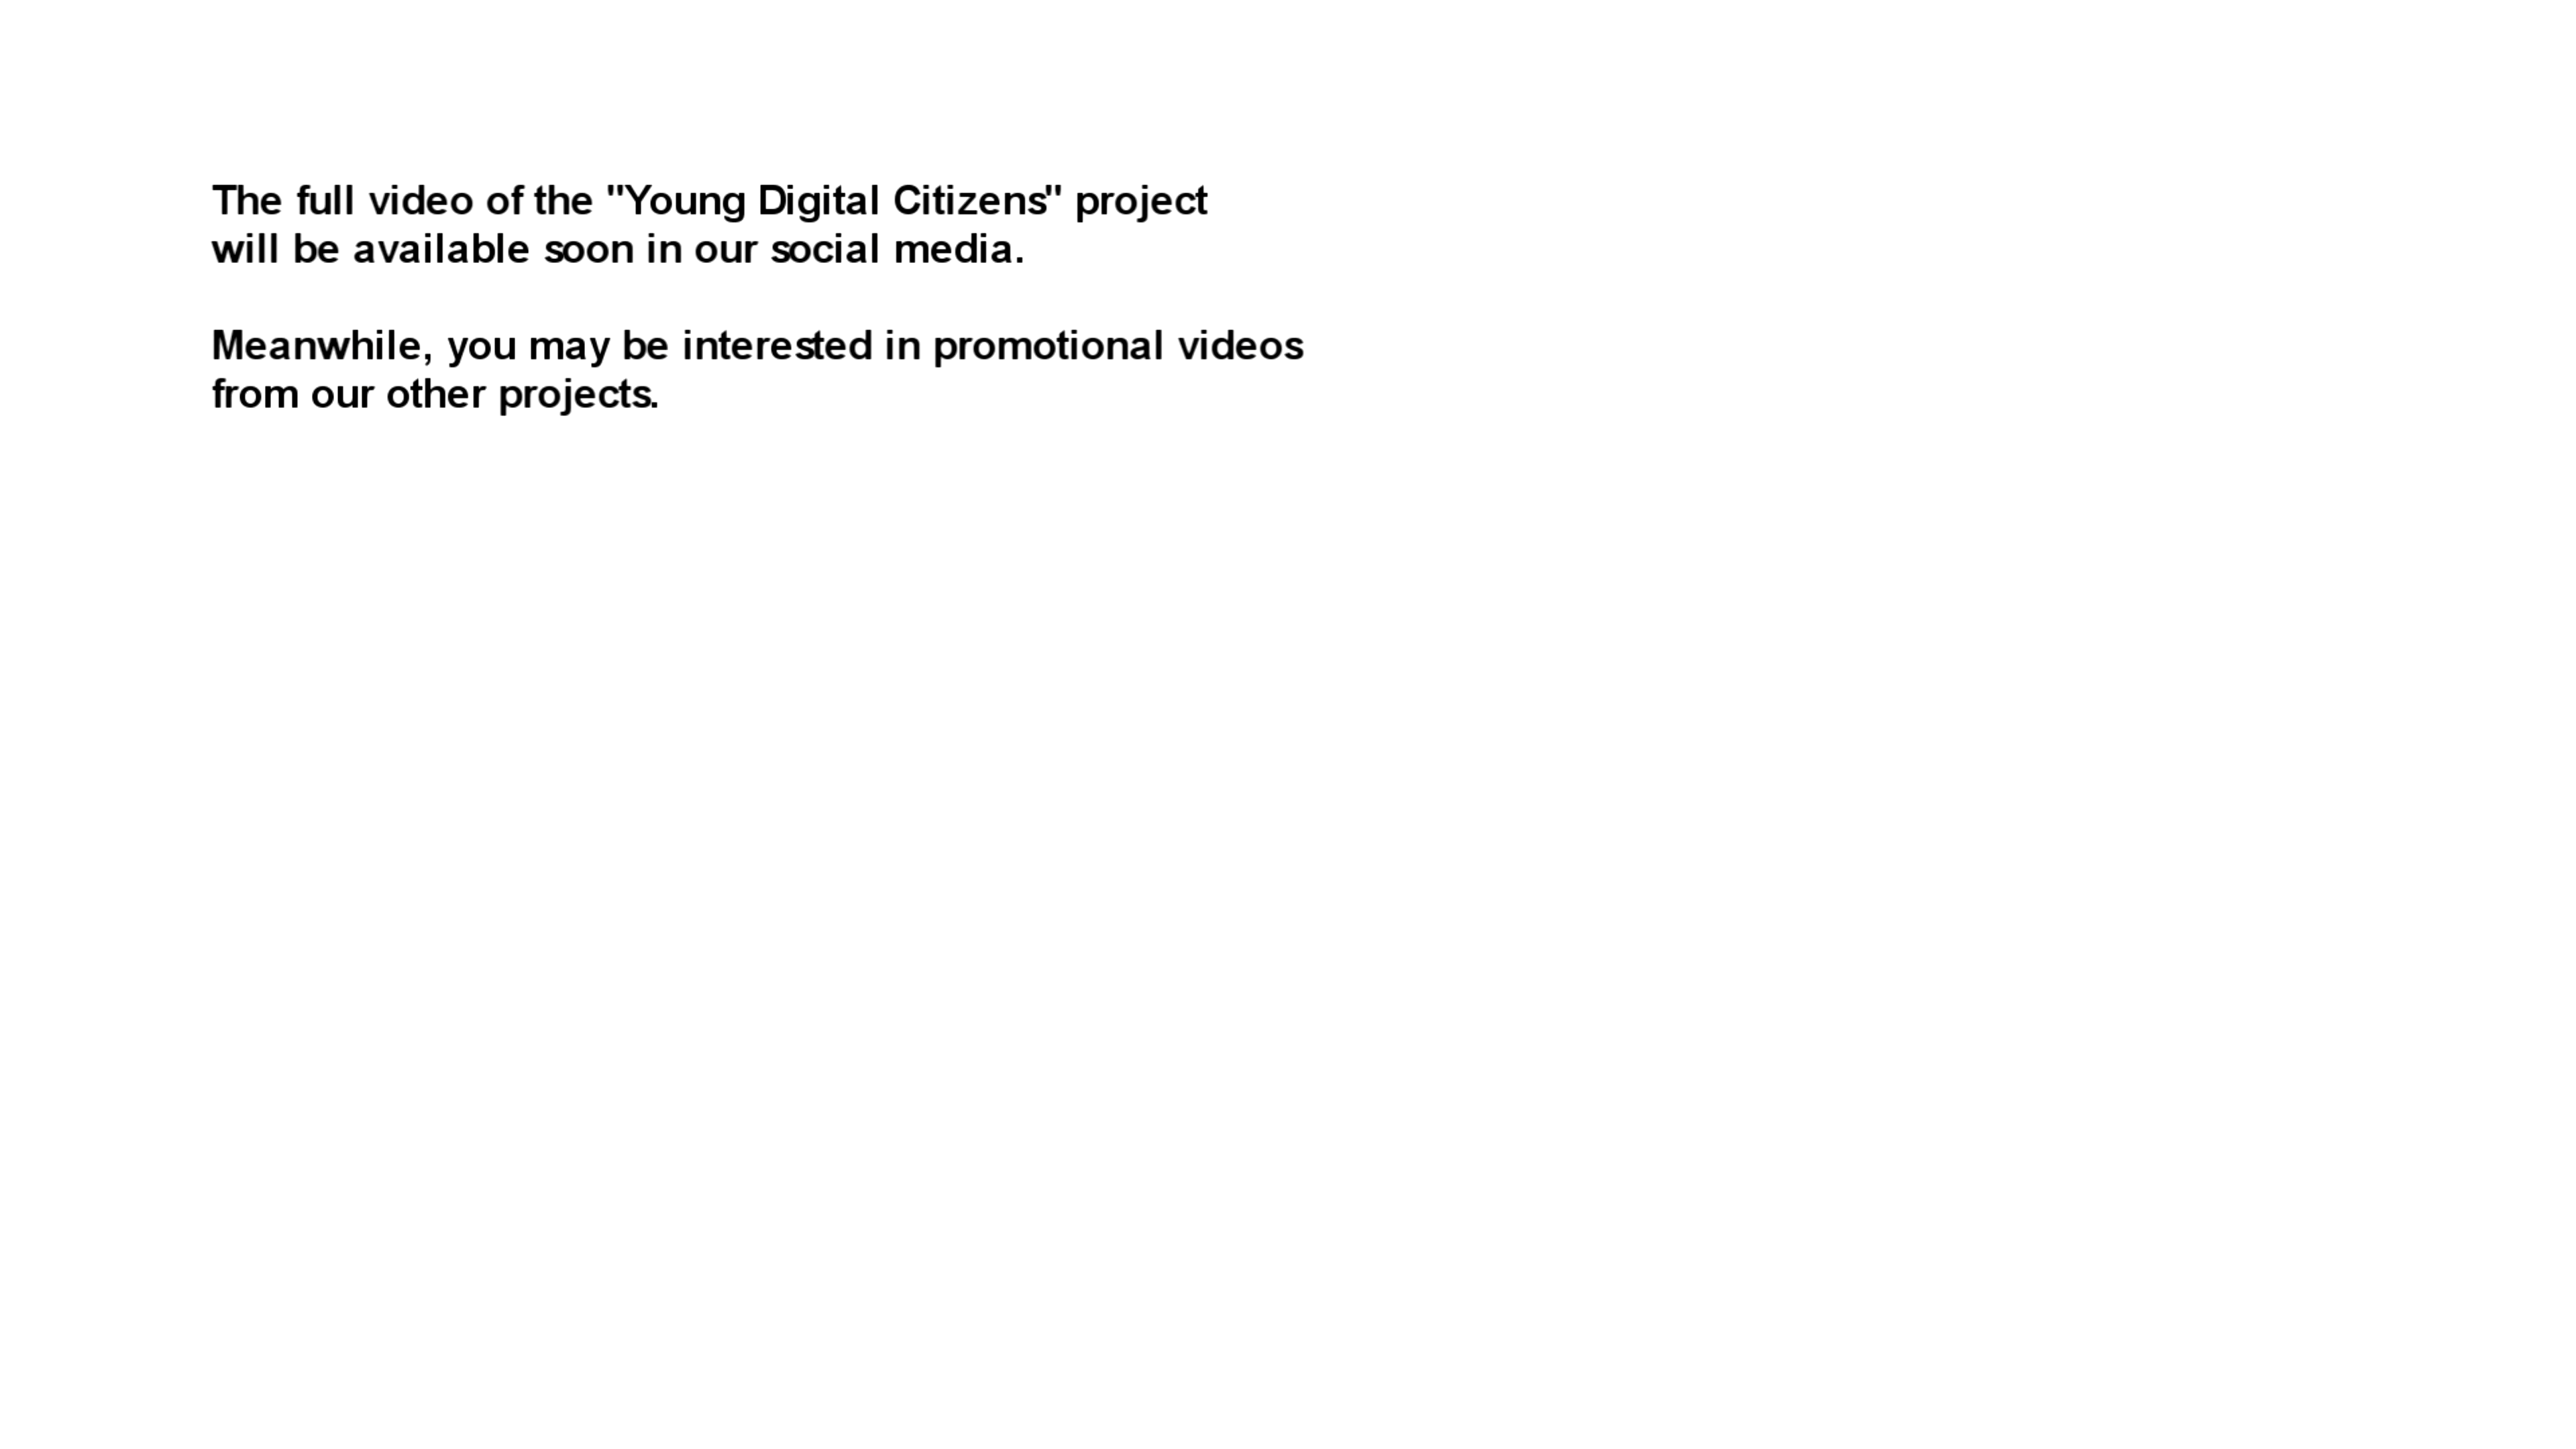 The full video of the "Young Digital Citizens" project
will be available soon in our social media.
Meanwhile, you may be interested in promotional videos
from our other projects.